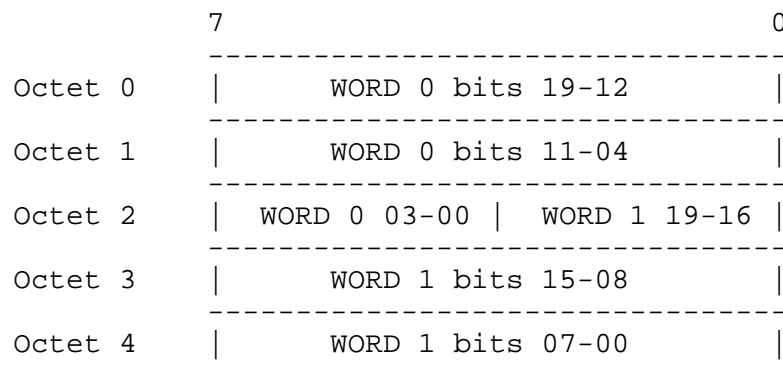 7 0
--------------------------------
Octet 0 | WORD 0 bits 19-12 |
--------------------------------
Octet 1 | WORD 0 bits 11-04 |
--------------------------------
Octet 2 | WORD 0 03-00 | WORD 1 19-16 |
--------------------------------
Octet 3 | WORD 1 bits 15-08 |
--------------------------------
Octet 4 | WORD 1 bits 07-00 |